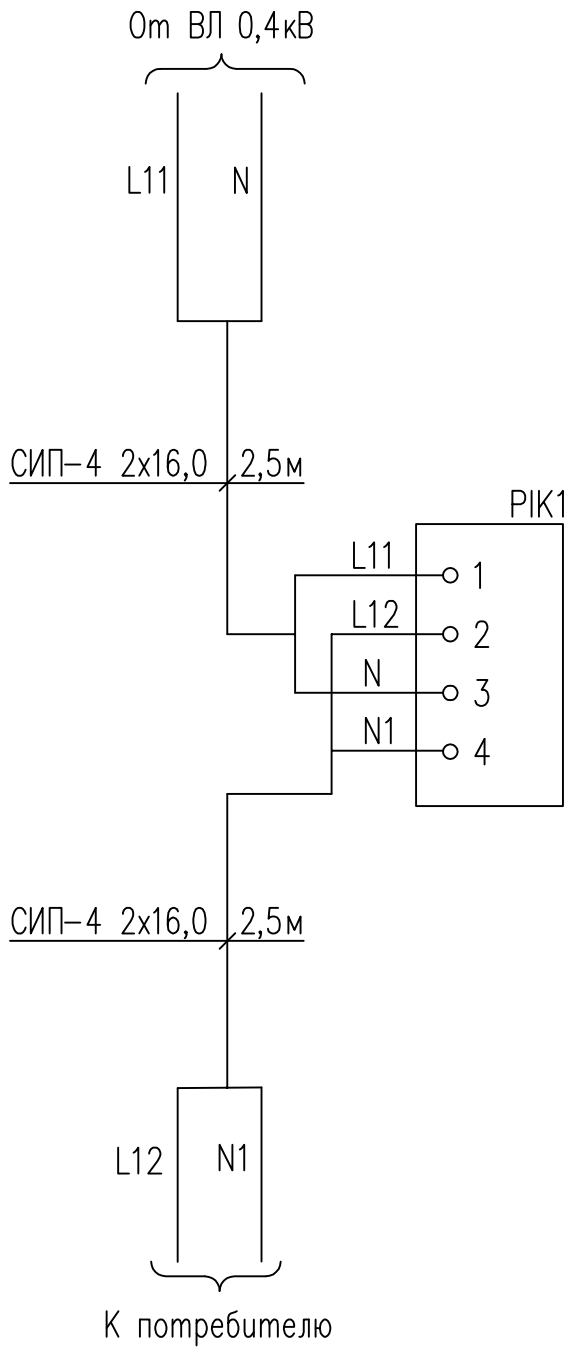 От ВЛ 0,4кВ
L11 N
СИП-4 2х16,0 2,5м
PIK1
L11 1
L12 2
N 3
N1 4
СИП-4 2х16,0 2,5м
L12 N1
К потребителю